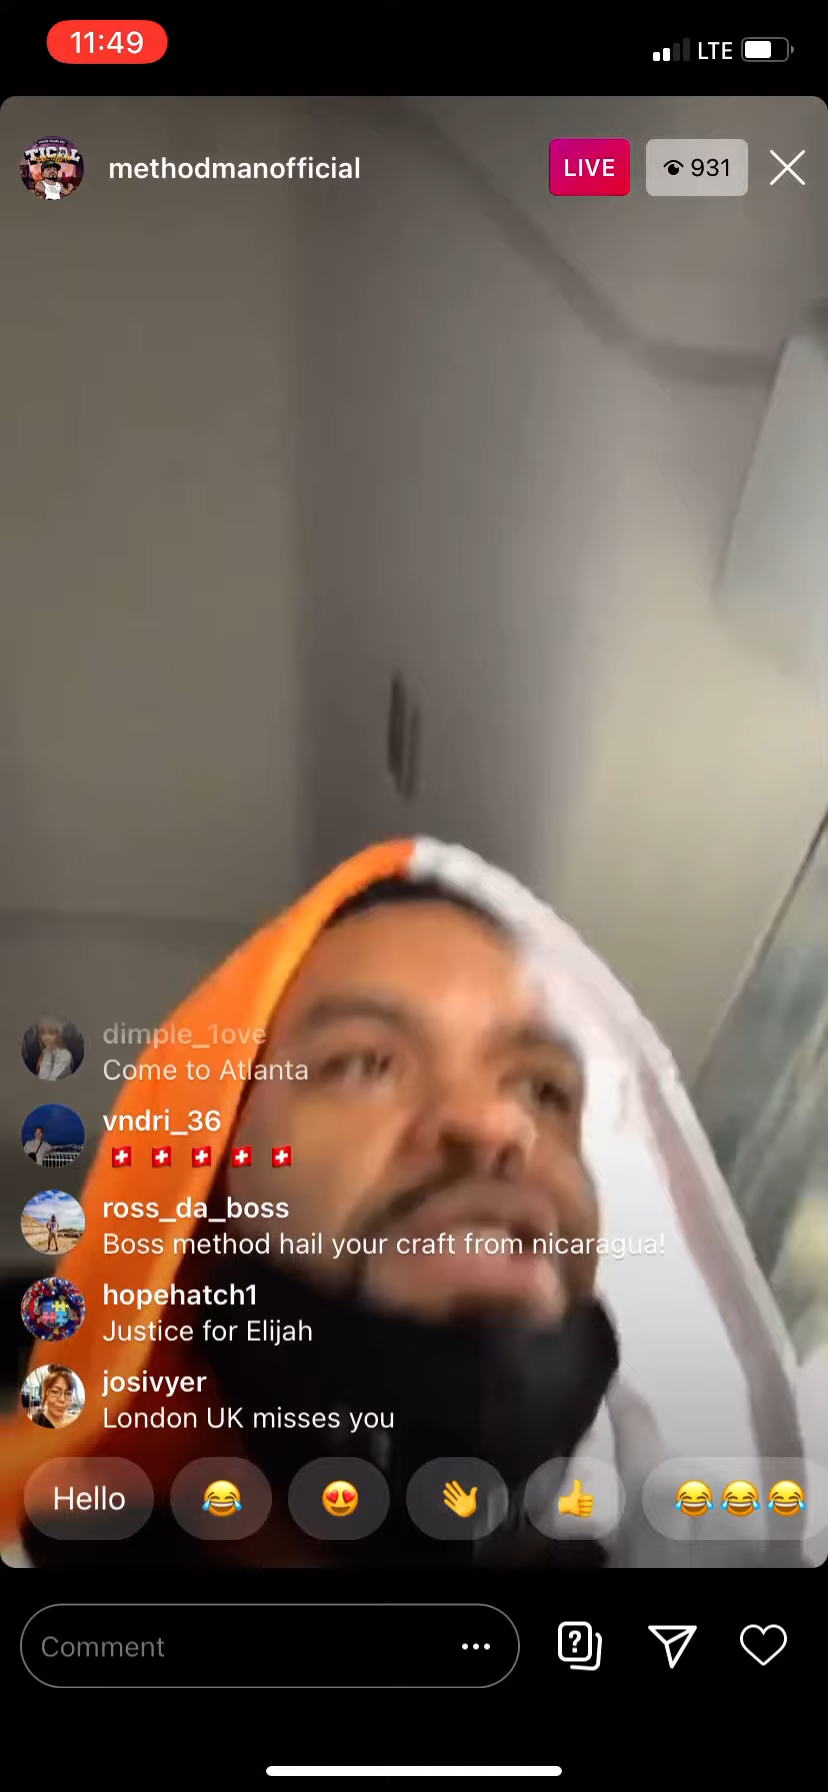 11:49
LTE
TICAL
methodmanofficial
LIVE
931
dimple_1ove
Come to Atlanta
vndri_36
🇨🇭 🇨🇭 🇨🇭 🇨🇭 🇨🇭
ross_da_boss
Boss method hail your craft from nicaragua!
hopehatch1
Justice for Elijah
josivyer
London UK misses you
Hello 😂 😍 👋 👍 😂😂😂
Comment